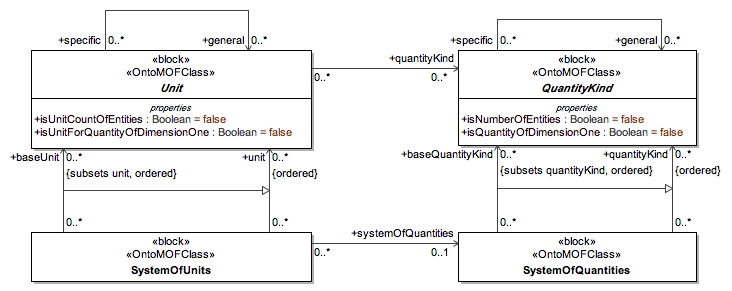 +specific 0..* +general 0..*
+specific 0..* +general 0..*
«block»
«OntoMOFClass»
Unit
properties
+isUnitCountOfEntities : Boolean = false
+isUnitForQuantityOfDimensionOne : Boolean = false
+quantityKind
0..* 0..*
«block»
«OntoMOFClass»
QuantityKind
properties
+isNumberOfEntities : Boolean = false
+isQuantityOfDimensionOne : Boolean = false
+baseUnit 0..* +unit 0..*
{subsets unit, ordered} {ordered}
0..* 0..*
+baseQuantityKind 0..* +quantityKind 0..*
{subsets quantityKind, ordered} {ordered}
0..* 0..*
«block»
«OntoMOFClass»
SystemOfUnits
+systemOfQuantities
0..* 0..1
«block»
«OntoMOFClass»
SystemOfQuantities